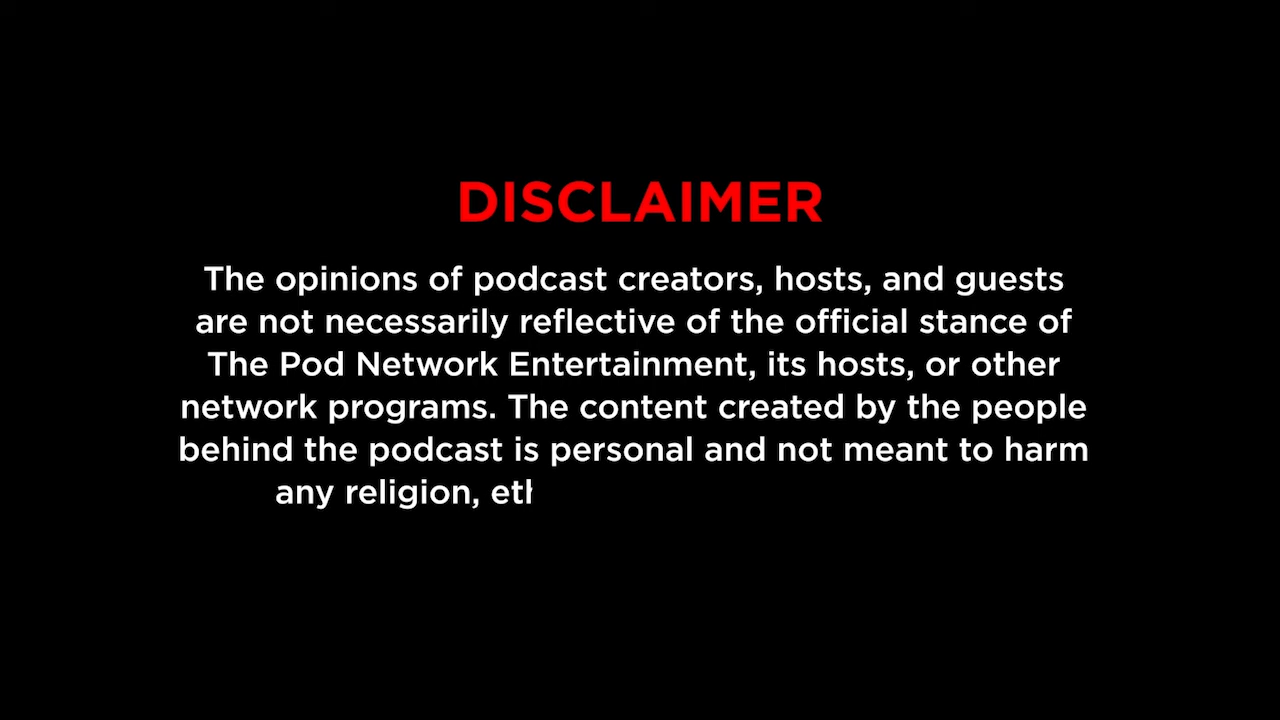 DISCLAIMER
The opinions of podcast creators, hosts, and guests
are not necessarily reflective of the official stance of
The Pod Network Entertainment, its hosts, or other
network programs. The content created by the people
behind the podcast is personal and not meant to harm
any religion,